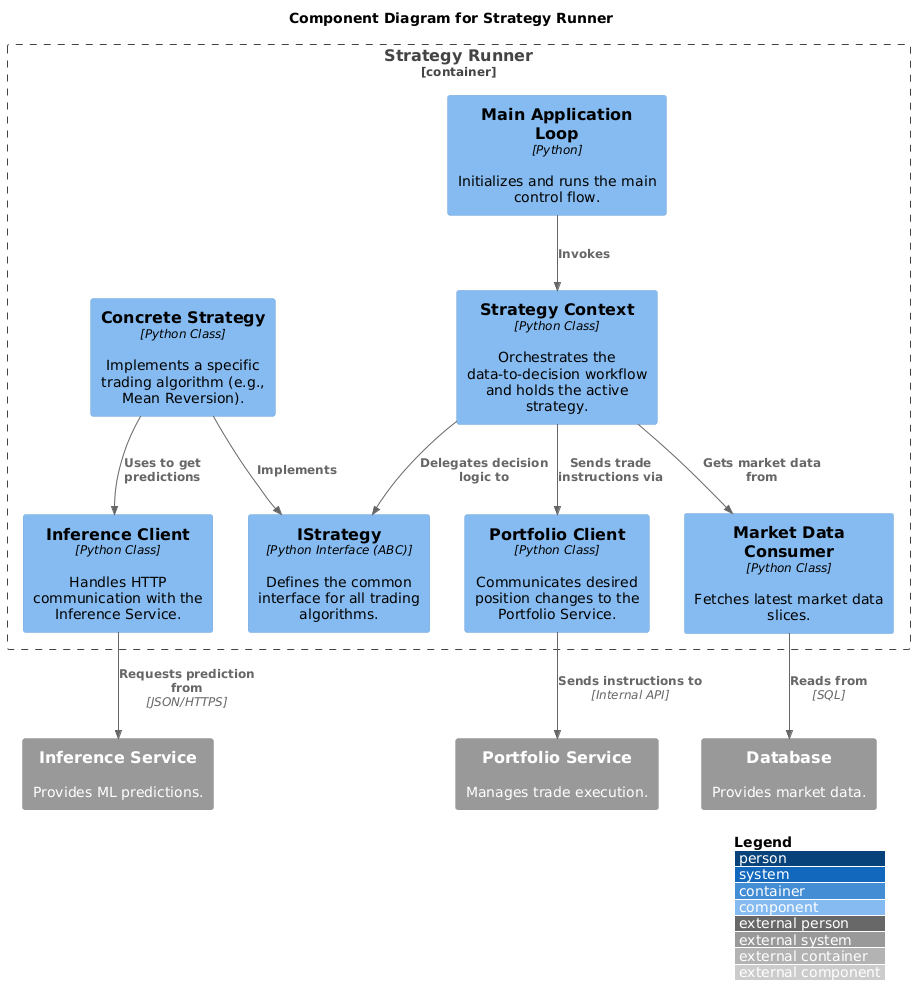 Component Diagram for Strategy Runner
Strategy Runner
[container]
Main Application
Loop
[Python]
Initializes and runs the main
control flow.
Invokes
Concrete Strategy
[Python Class]
Implements a specific
trading algorithm (e.g.,
Mean Reversion).
Strategy Context
[Python Class]
Orchestrates the
data-to-decision workflow
and holds the active
strategy.
Uses to get
predictions
Implements
Delegates decision
logic to
Sends trade
instructions via
Gets market data
from
Inference Client
[Python Class]
Handles HTTP
communication with the
Inference Service.
IStrategy
[Python Interface (ABC)]
Defines the common
interface for all trading
algorithms.
Portfolio Client
[Python Class]
Communicates desired
position changes to the
Portfolio Service.
Market Data
Consumer
[Python Class]
Fetches latest market data
slices.
Requests prediction
from
[JSON/HTTPS]
Sends instructions to
[Internal API]
Reads from
[SQL]
Inference Service
Provides ML predictions.
Portfolio Service
Manages trade execution.
Database
Provides market data.
Legend
person
system
container
component
external person
external system
external container
external component